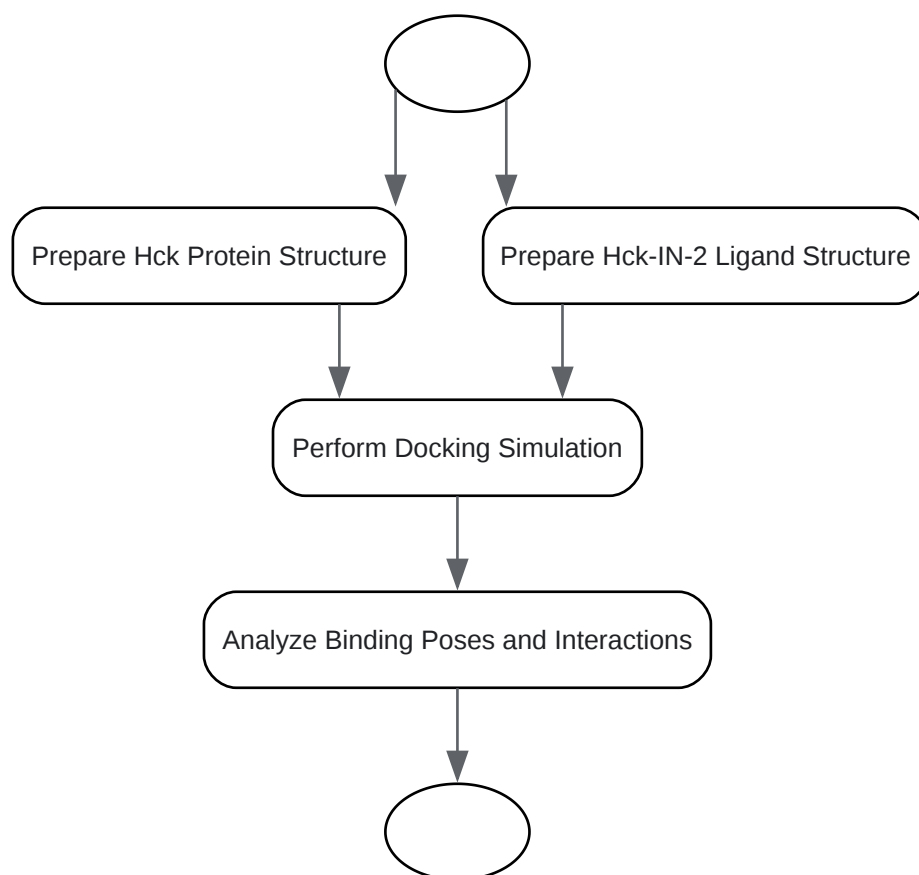 Prepare Hck Protein Structure
Prepare Hck-IN-2 Ligand Structure
Perform Docking Simulation
Analyze Binding Poses and Interactions